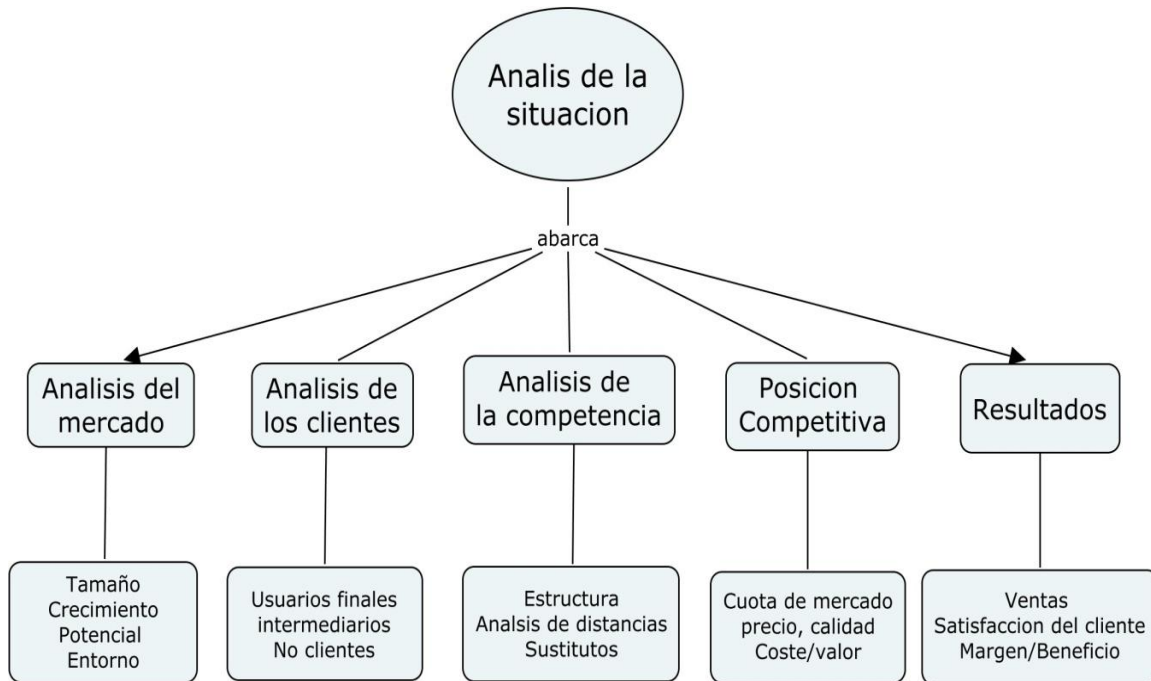 Analis de la
situacion
abarca
Analisis del
mercado
Analisis de
los clientes
Analisis de
la competencia
Posicion
Competitiva
Resultados
Tamaño
Crecimiento
Potencial
Entorno
Usuarios finales
intermediarios
No clientes
Estructura
Analsis de distancias
Sustitutos
Cuota de mercado
precio, calidad
Coste/valor
Ventas
Satisfaccion del cliente
Margen/Beneficio